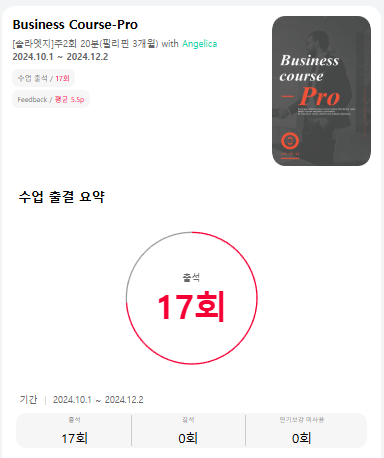 Business Course-Pro
[솔라엣지]주2회 20분(필리핀 3개월) with Angelica
2024.10.1 ~ 2024.12.2
수업 출석 / 17회
Feedback / 평균 5.5p
Business
course
Pro
수업 출결 요약
출석
17회
기간 | 2024.10.1 ~ 2024.12.2
출석 결석 연기보강 미사용
17회 0회 0회